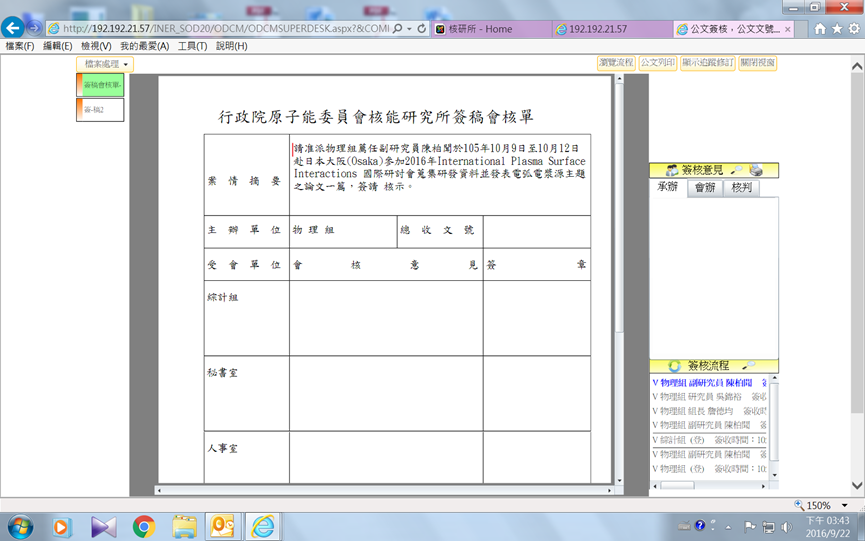 http://192.192.21.57/INER_SOD20/ODCM/ODCMSUPERDESK.aspx?&COMI
核研所 - Home
192.192.21.57
公文簽核，公文文號...
檔案(F) 編輯(E) 檢視(V) 我的最愛(A) 工具(T) 說明(H)
檔案處理
瀏覽流程 公文列印 顯示追蹤修訂 關閉視窗
簽稿會核單
簽-稿2
行政院原子能委員會核能研究所簽稿會核單
案情摘要
請准派物理組薦任副研究員陳柏聞於105年10月9日至10月12日
赴日本大阪(Osaka)參加2016年International Plasma Surface
Interactions 國際研討會蒐集研發資料並發表電弧電漿源主題
之論文一篇，簽請 核示。
主辦單位 物理組 總收文號
受會單位 會核意見 簽章
綜計組
秘書室
人事室
簽核意見
承辦 會辦 核判
簽核流程
V 物理組 副研究員 陳柏聞 簽
V 物理組 研究員 吳錦裕 簽收
V 物理組 組長 詹德均 簽收時
V 物理組 副研究員 陳柏聞 簽
V 綜計組 (登) 簽收時間：10
V 物理組 副研究員 陳柏聞 簽
V 物理組 (登) 簽收時間：10
150%
下午 03:43
2016/9/22